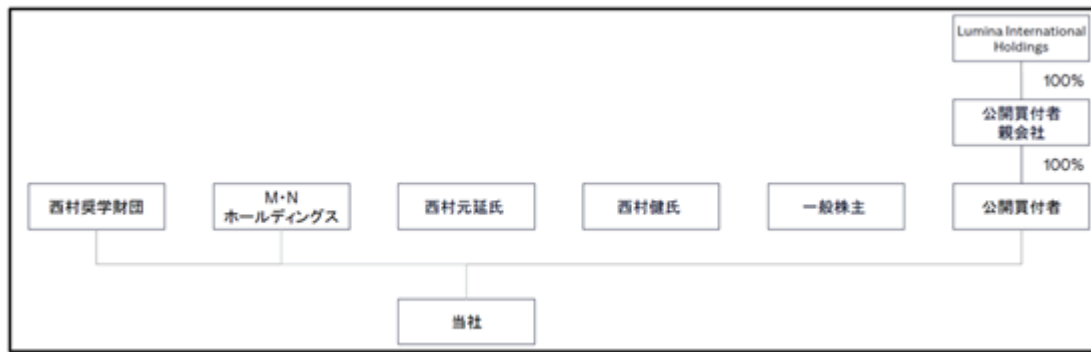 Lumina International
Holdings
100%
公開買付者
親会社
100%
西村奨学財団
M・N
ホールディングス
西村元延氏
西村健氏
一般株主
公開買付者
当社